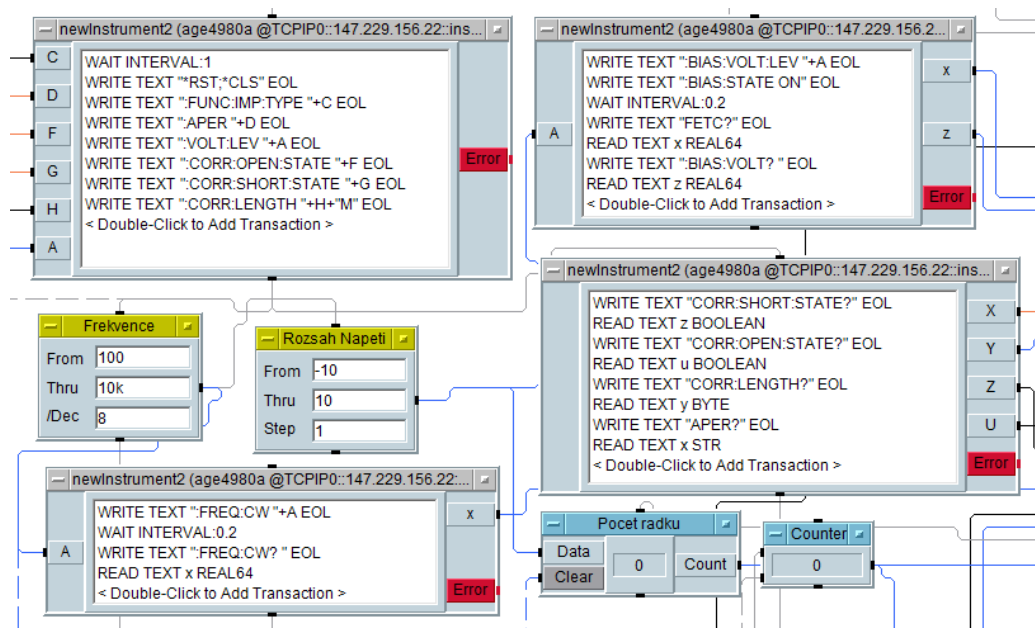 newInstrument2 (age4980a @TCPIP0::147.229.156.22::ins...
C
D
F
G
H
A
WAIT INTERVAL:1
WRITE TEXT "*RST;*CLS" EOL
WRITE TEXT ":FUNC:IMP:TYPE "+C EOL
WRITE TEXT ":APER "+D EOL
WRITE TEXT ":VOLT:LEV "+A EOL
WRITE TEXT ":CORR:OPEN:STATE "+F EOL
WRITE TEXT ":CORR:SHORT:STATE "+G EOL
WRITE TEXT ":CORR:LENGTH "+H+"M" EOL
< Double-Click to Add Transaction >
Error
newInstrument2 (age4980a @TCPIP0::147.229.156.2...
A
WRITE TEXT ":BIAS:VOLT:LEV "+A EOL
WRITE TEXT ":BIAS:STATE ON" EOL
WAIT INTERVAL:0.2
WRITE TEXT "FETC?" EOL
READ TEXT x REAL64
WRITE TEXT ":BIAS:VOLT? " EOL
READ TEXT z REAL64
< Double-Click to Add Transaction >
x
z
Error
Frekvence
From 100
Thru 10k
/Dec 8
Rozsah Napeti
From -10
Thru 10
Step 1
newInstrument2 (age4980a @TCPIP0::147.229.156.22::ins...
WRITE TEXT "CORR:SHORT:STATE?" EOL
READ TEXT z BOOLEAN
WRITE TEXT "CORR:OPEN:STATE?" EOL
READ TEXT u BOOLEAN
WRITE TEXT "CORR:LENGTH?" EOL
READ TEXT y BYTE
WRITE TEXT "APER?" EOL
READ TEXT x STR
< Double-Click to Add Transaction >
X
Y
Z
U
Error
newInstrument2 (age4980a @TCPIP0::147.229.156.22:...
A
WRITE TEXT ":FREQ:CW "+A EOL
WAIT INTERVAL:0.2
WRITE TEXT ":FREQ:CW? " EOL
READ TEXT x REAL64
< Double-Click to Add Transaction >
x
Error
Pocet radku
Data
Clear
0
Count
Counter
0